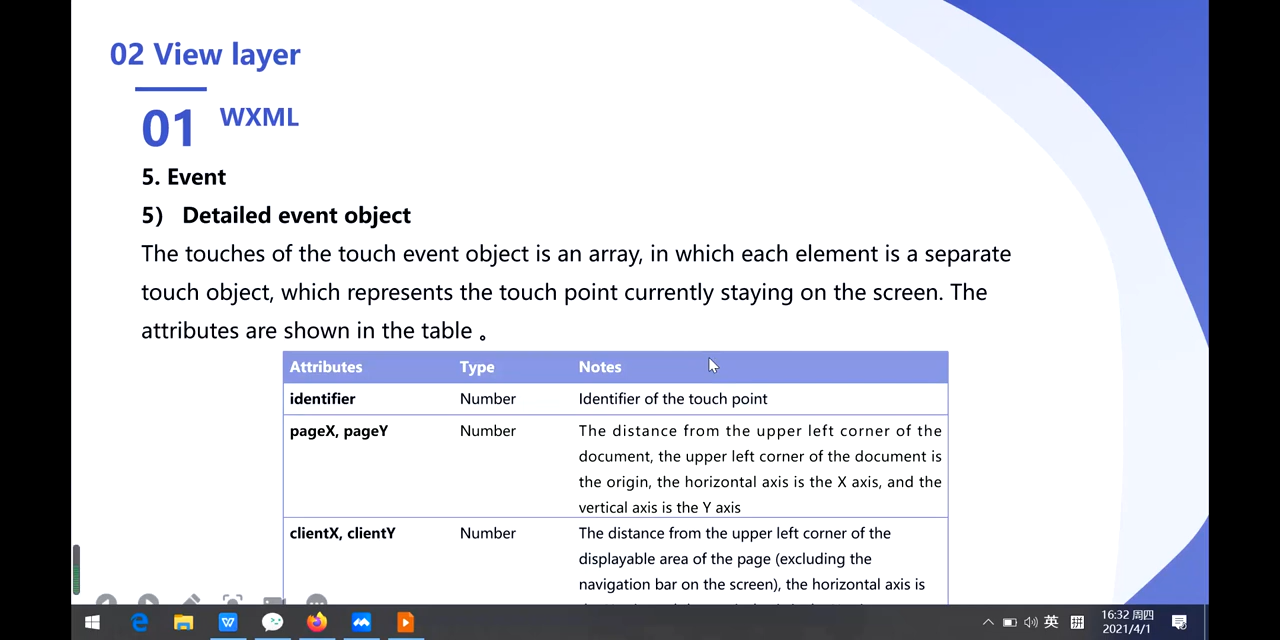 02 View layer
01 WXML
5. Event
5) Detailed event object
The touches of the touch event object is an array, in which each element is a separate
touch object, which represents the touch point currently staying on the screen. The
attributes are shown in the table 。
Attributes Type Notes
identifier Number Identifier of the touch point
pageX, pageY Number The distance from the upper left corner of the
document, the upper left corner of the document is
the origin, the horizontal axis is the X axis, and the
vertical axis is the Y axis
clientX, clientY Number The distance from the upper left corner of the
displayable area of the page (excluding the
navigation bar on the screen), the horizontal axis is
英 拼 16:32 周四
2021/4/1